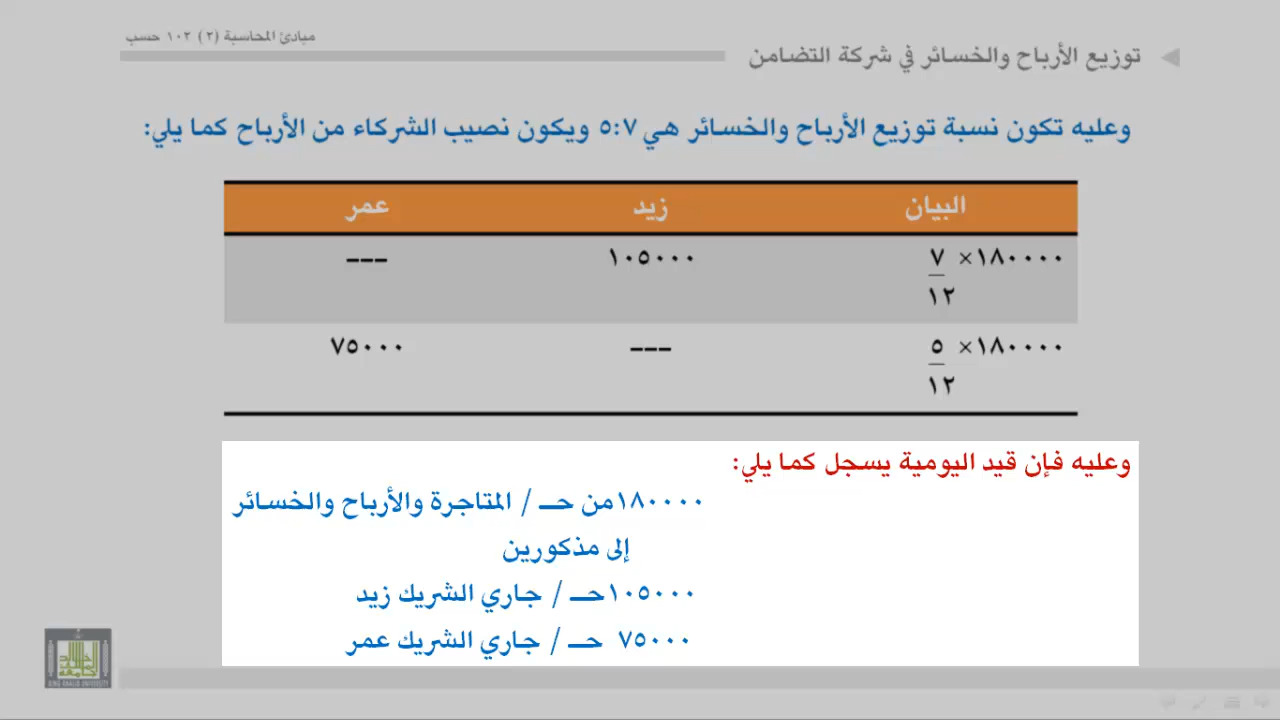 مبادئ المحاسبة (٢) ١٠٢ حسب
توزيع الأرباح والخسائر في شركة التضامن
وعليه تكون نسبة توزيع الأرباح والخسائر هي ٥:٧ ويكون نصيب الشركاء من الأرباح كما يلي:
البيان زيد عمر
١٨٠٠٠٠× ٧ ١٠٥٠٠٠ ---
١٢
١٨٠٠٠٠× ٥ --- ٧٥٠٠٠
١٢
وعليه فإن قيد اليومية يسجل كما يلي:
١٨٠٠٠٠من حـ / المتاجرة والأرباح والخسائر
إلى مذكورين
١٠٥٠٠٠حـ / جاري الشريك زيد
٧٥٠٠٠ حـ / جاري الشريك عمر
KING KHALID UNIVERSITY